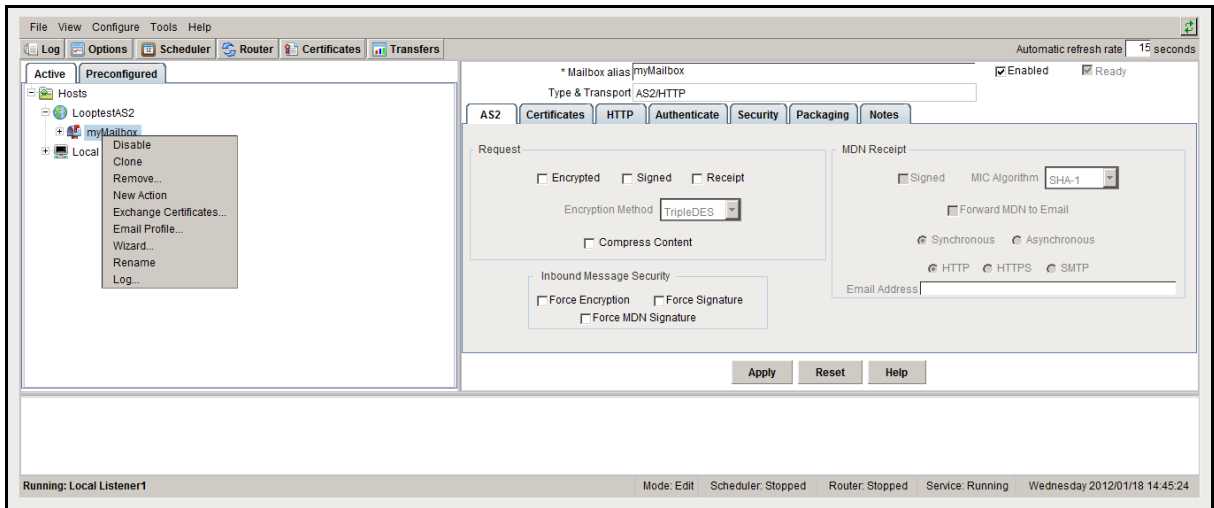 File View Configure Tools Help
Log Options Scheduler Router Certificates Transfers
Automatic refresh rate 15 seconds
Active Preconfigured
Hosts
LooptestAS2
myMailbox
Local
Disable
Clone
Remove...
New Action
Exchange Certificates...
Email Profile...
Wizard...
Rename
Log...
* Mailbox alias myMailbox
Enabled Ready
Type & Transport AS2/HTTP
AS2 Certificates HTTP Authenticate Security Packaging Notes
Request
Encrypted Signed Receipt
Encryption Method TripleDES
Compress Content
Inbound Message Security
Force Encryption Force Signature
Force MDN Signature
MDN Receipt
Signed MIC Algorithm SHA-1
Forward MDN to Email
Synchronous Asynchronous
HTTP HTTPS SMTP
Email Address
Apply Reset Help
Running: Local Listener1
Mode: Edit Scheduler: Stopped Router: Stopped Service: Running Wednesday 2012/01/18 14:45:24